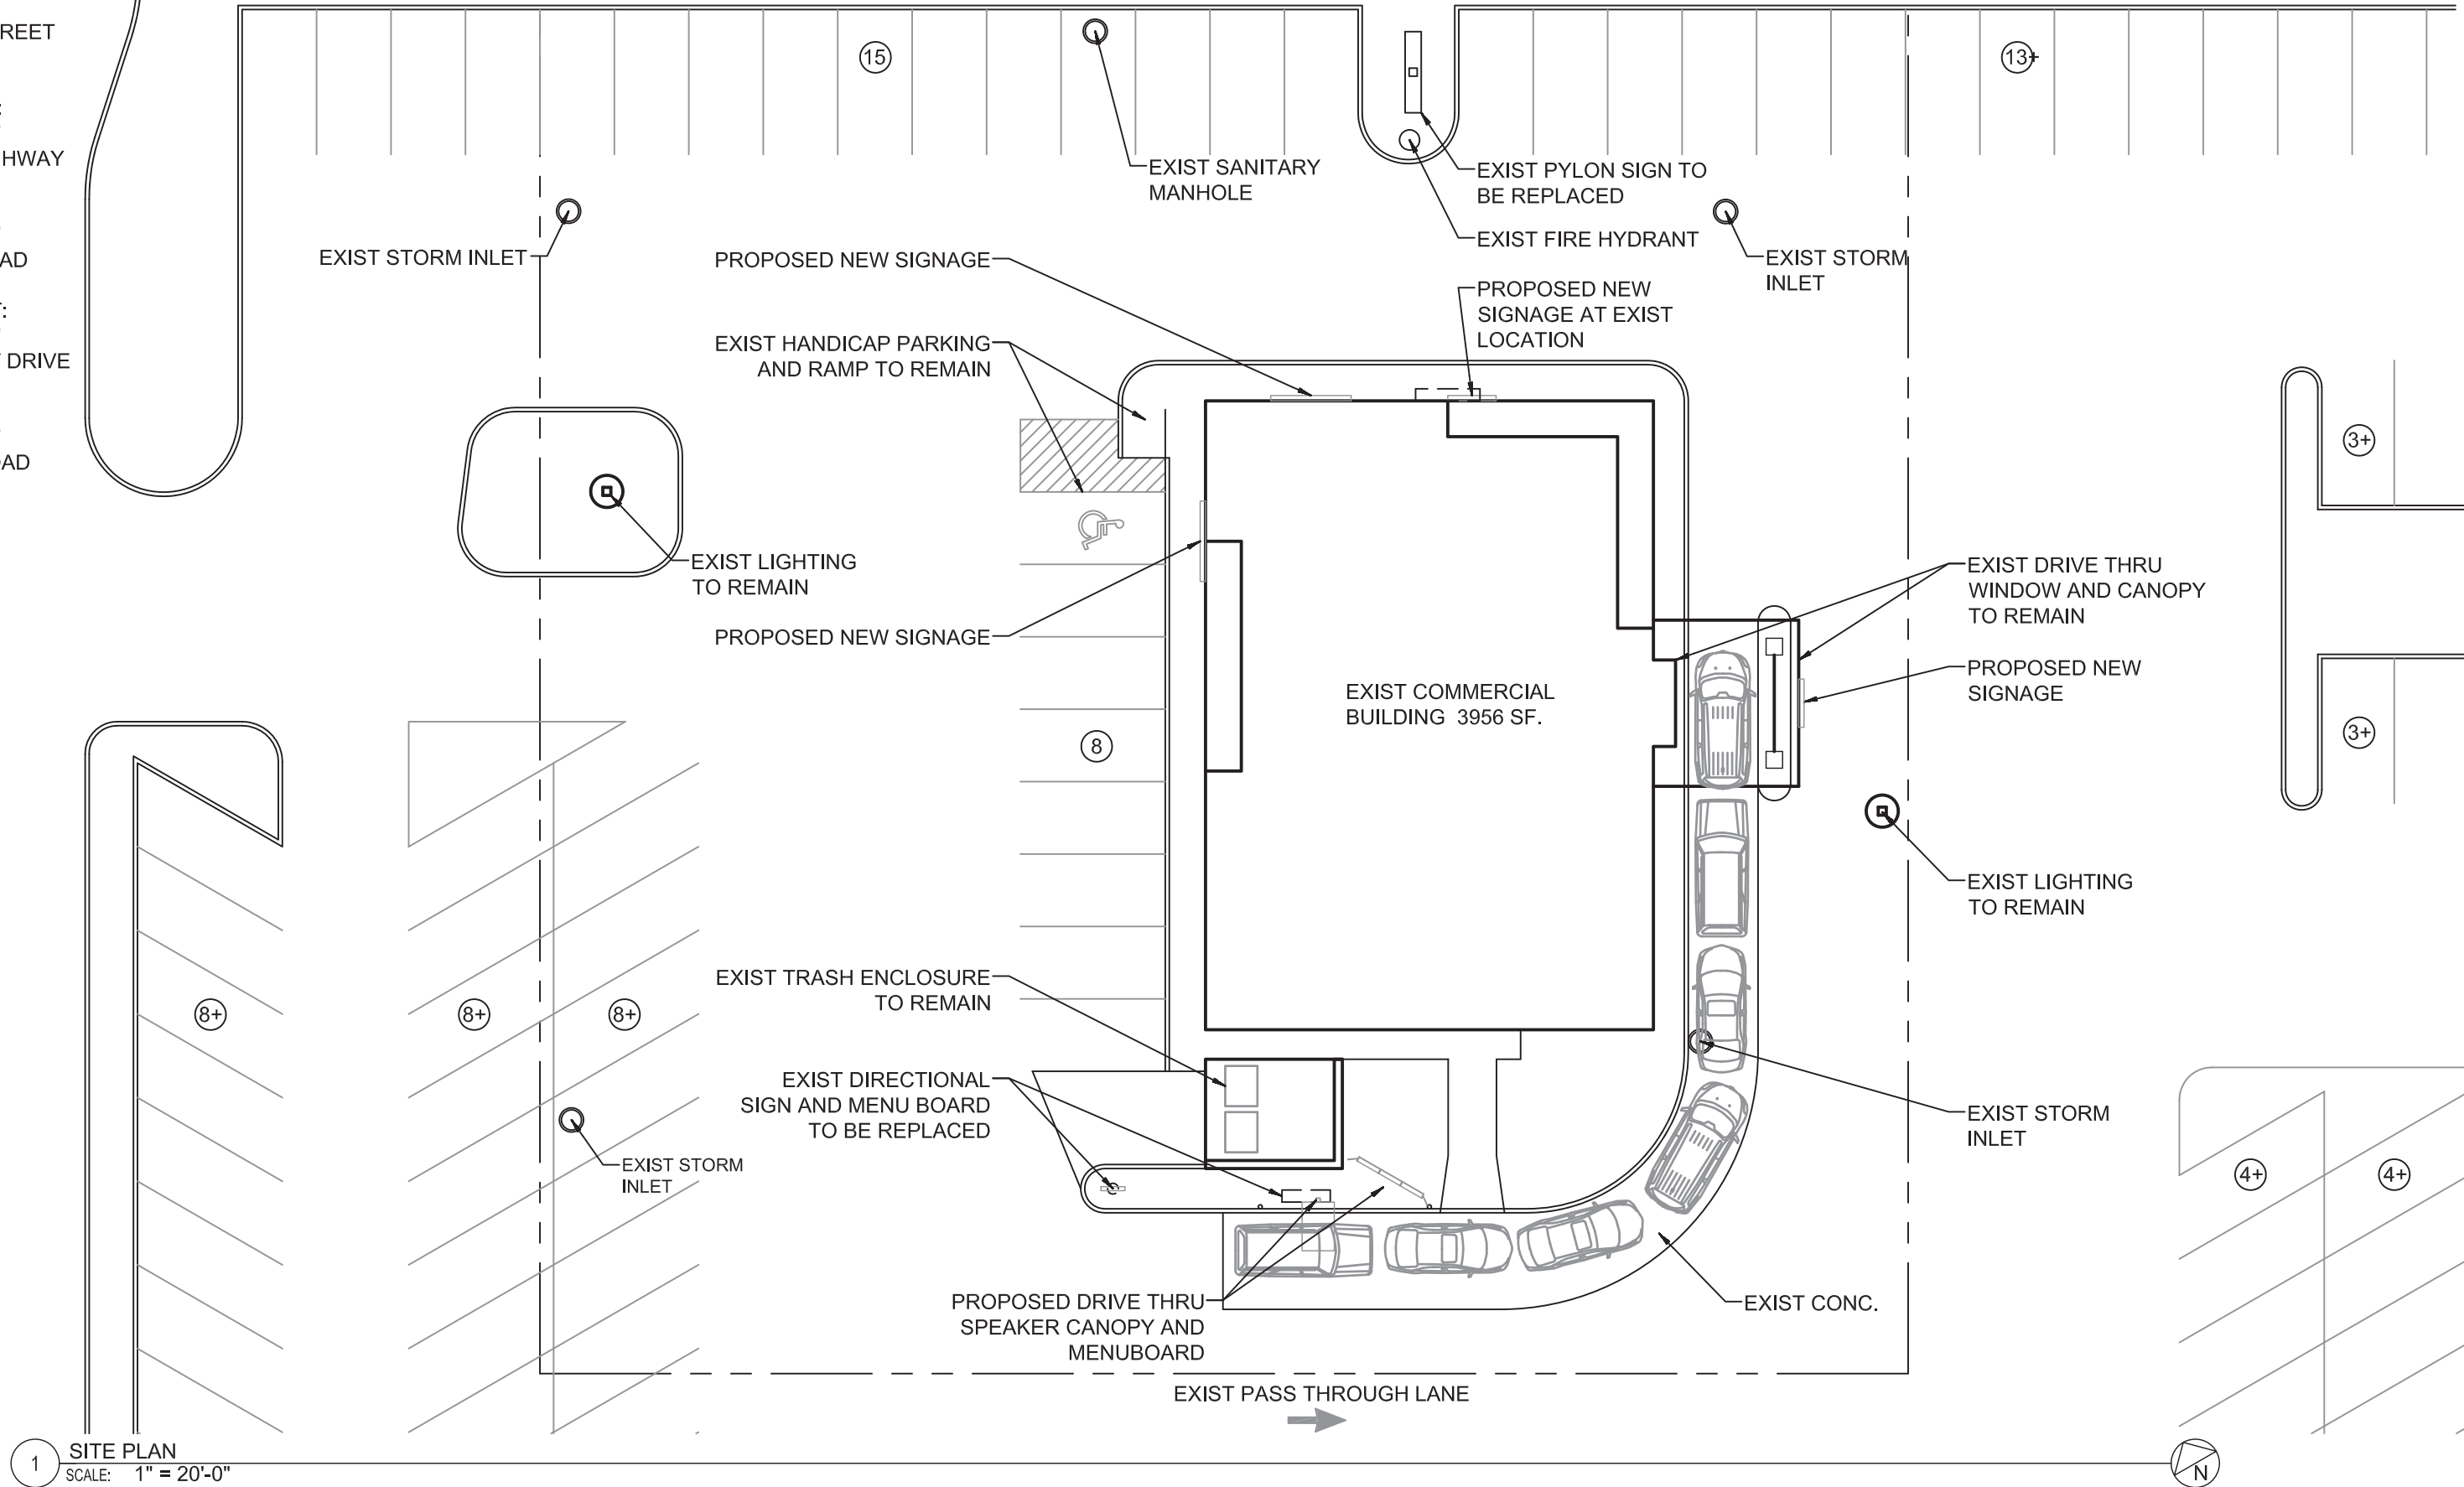 REET
:
HWAY
AD
T:
DRIVE
AD
15
13+
EXIST SANITARY
MANHOLE
EXIST PYLON SIGN TO
BE REPLACED
EXIST FIRE HYDRANT
EXIST STORM INLET
EXIST STORM
INLET
PROPOSED NEW SIGNAGE
PROPOSED NEW
SIGNAGE AT EXIST
LOCATION
EXIST HANDICAP PARKING
AND RAMP TO REMAIN
3+
EXIST LIGHTING
TO REMAIN
EXIST DRIVE THRU
WINDOW AND CANOPY
TO REMAIN
PROPOSED NEW SIGNAGE
PROPOSED NEW
SIGNAGE
EXIST COMMERCIAL
BUILDING 3956 SF.
8
3+
EXIST LIGHTING
TO REMAIN
EXIST TRASH ENCLOSURE
TO REMAIN
8+
8+
8+
EXIST DIRECTIONAL
SIGN AND MENU BOARD
TO BE REPLACED
EXIST STORM
INLET
EXIST STORM
INLET
4+
4+
PROPOSED DRIVE THRU
SPEAKER CANOPY AND
MENUBOARD
EXIST CONC.
EXIST PASS THROUGH LANE
1
SITE PLAN
SCALE: 1" = 20'-0"
N